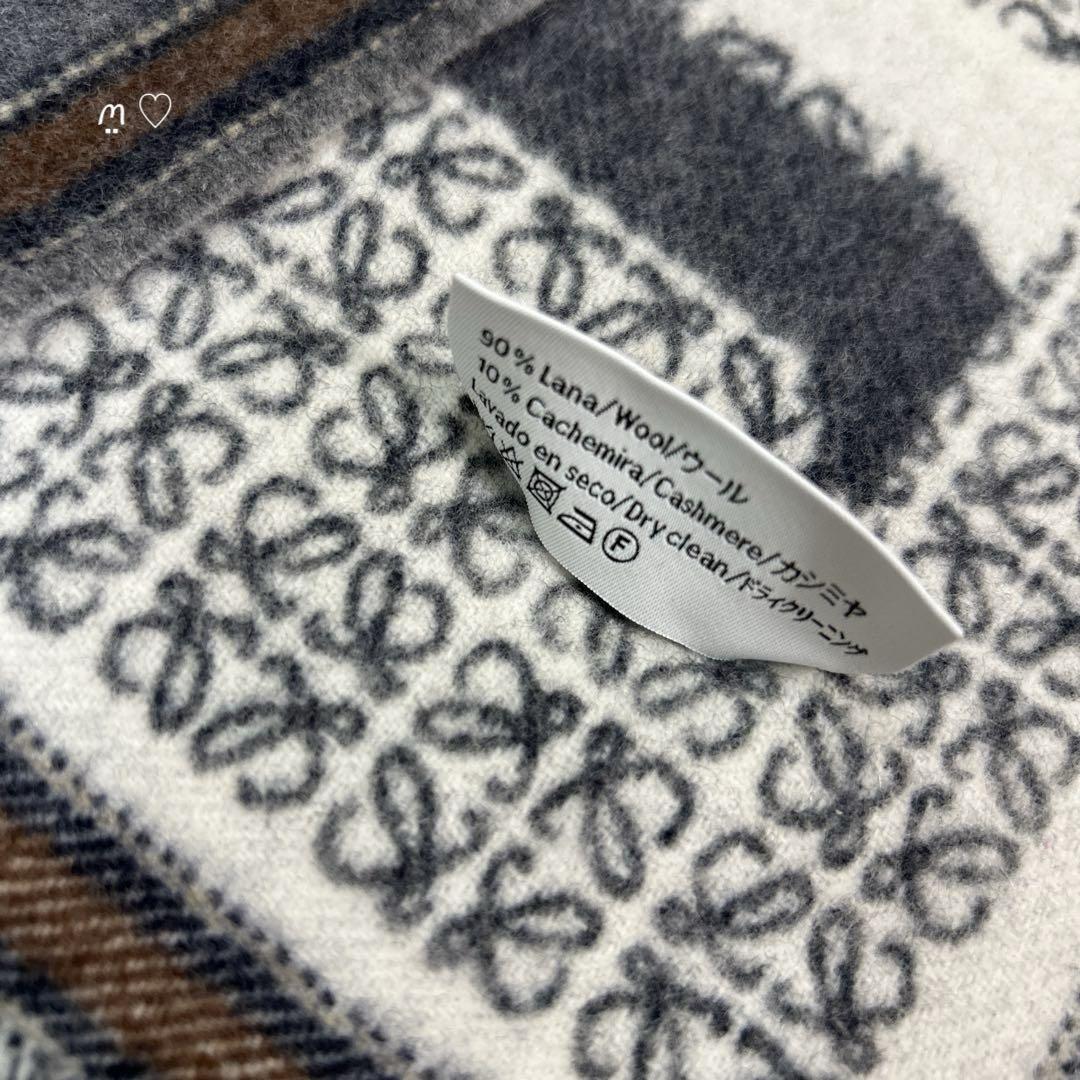 ო ♡
90% Lana/Wool/ウール
10% Cachemira/Cashmere/カシミヤ
Lavado en seco/Dry clean/ドライクリーニング
F